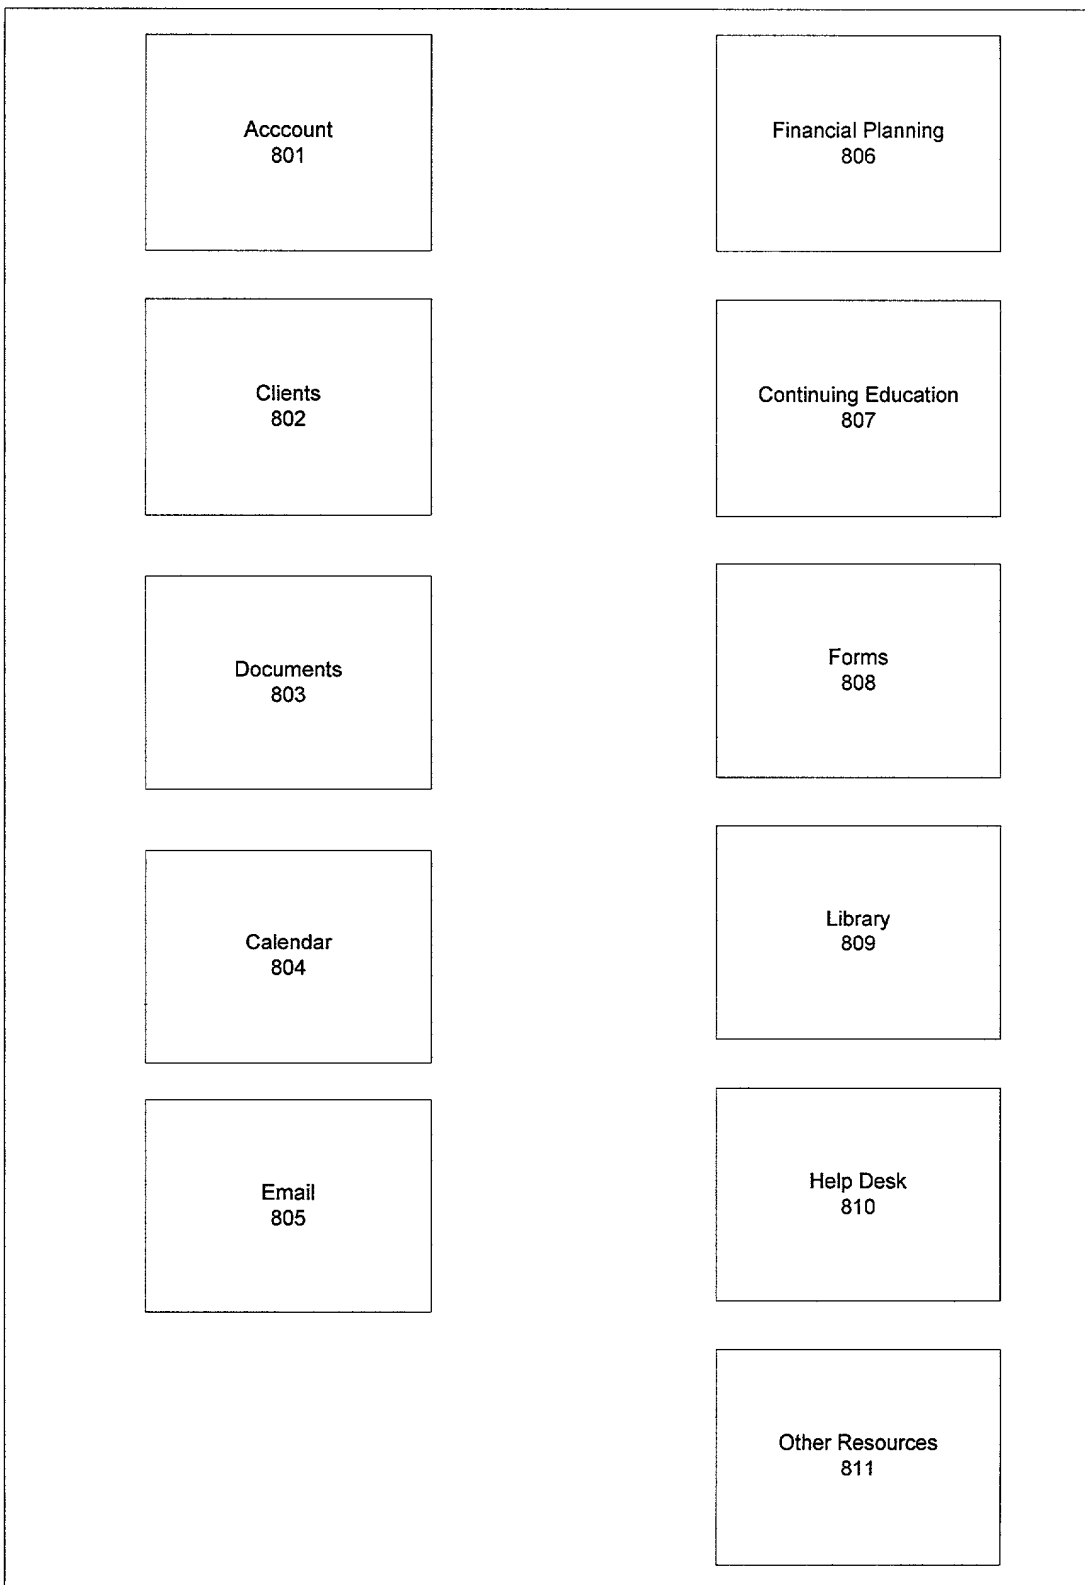 Acccount
801
Clients
802
Documents
803
Calendar
804
Email
805
Financial Planning
806
Continuing Education
807
Forms
808
Library
809
Help Desk
810
Other Resources
811